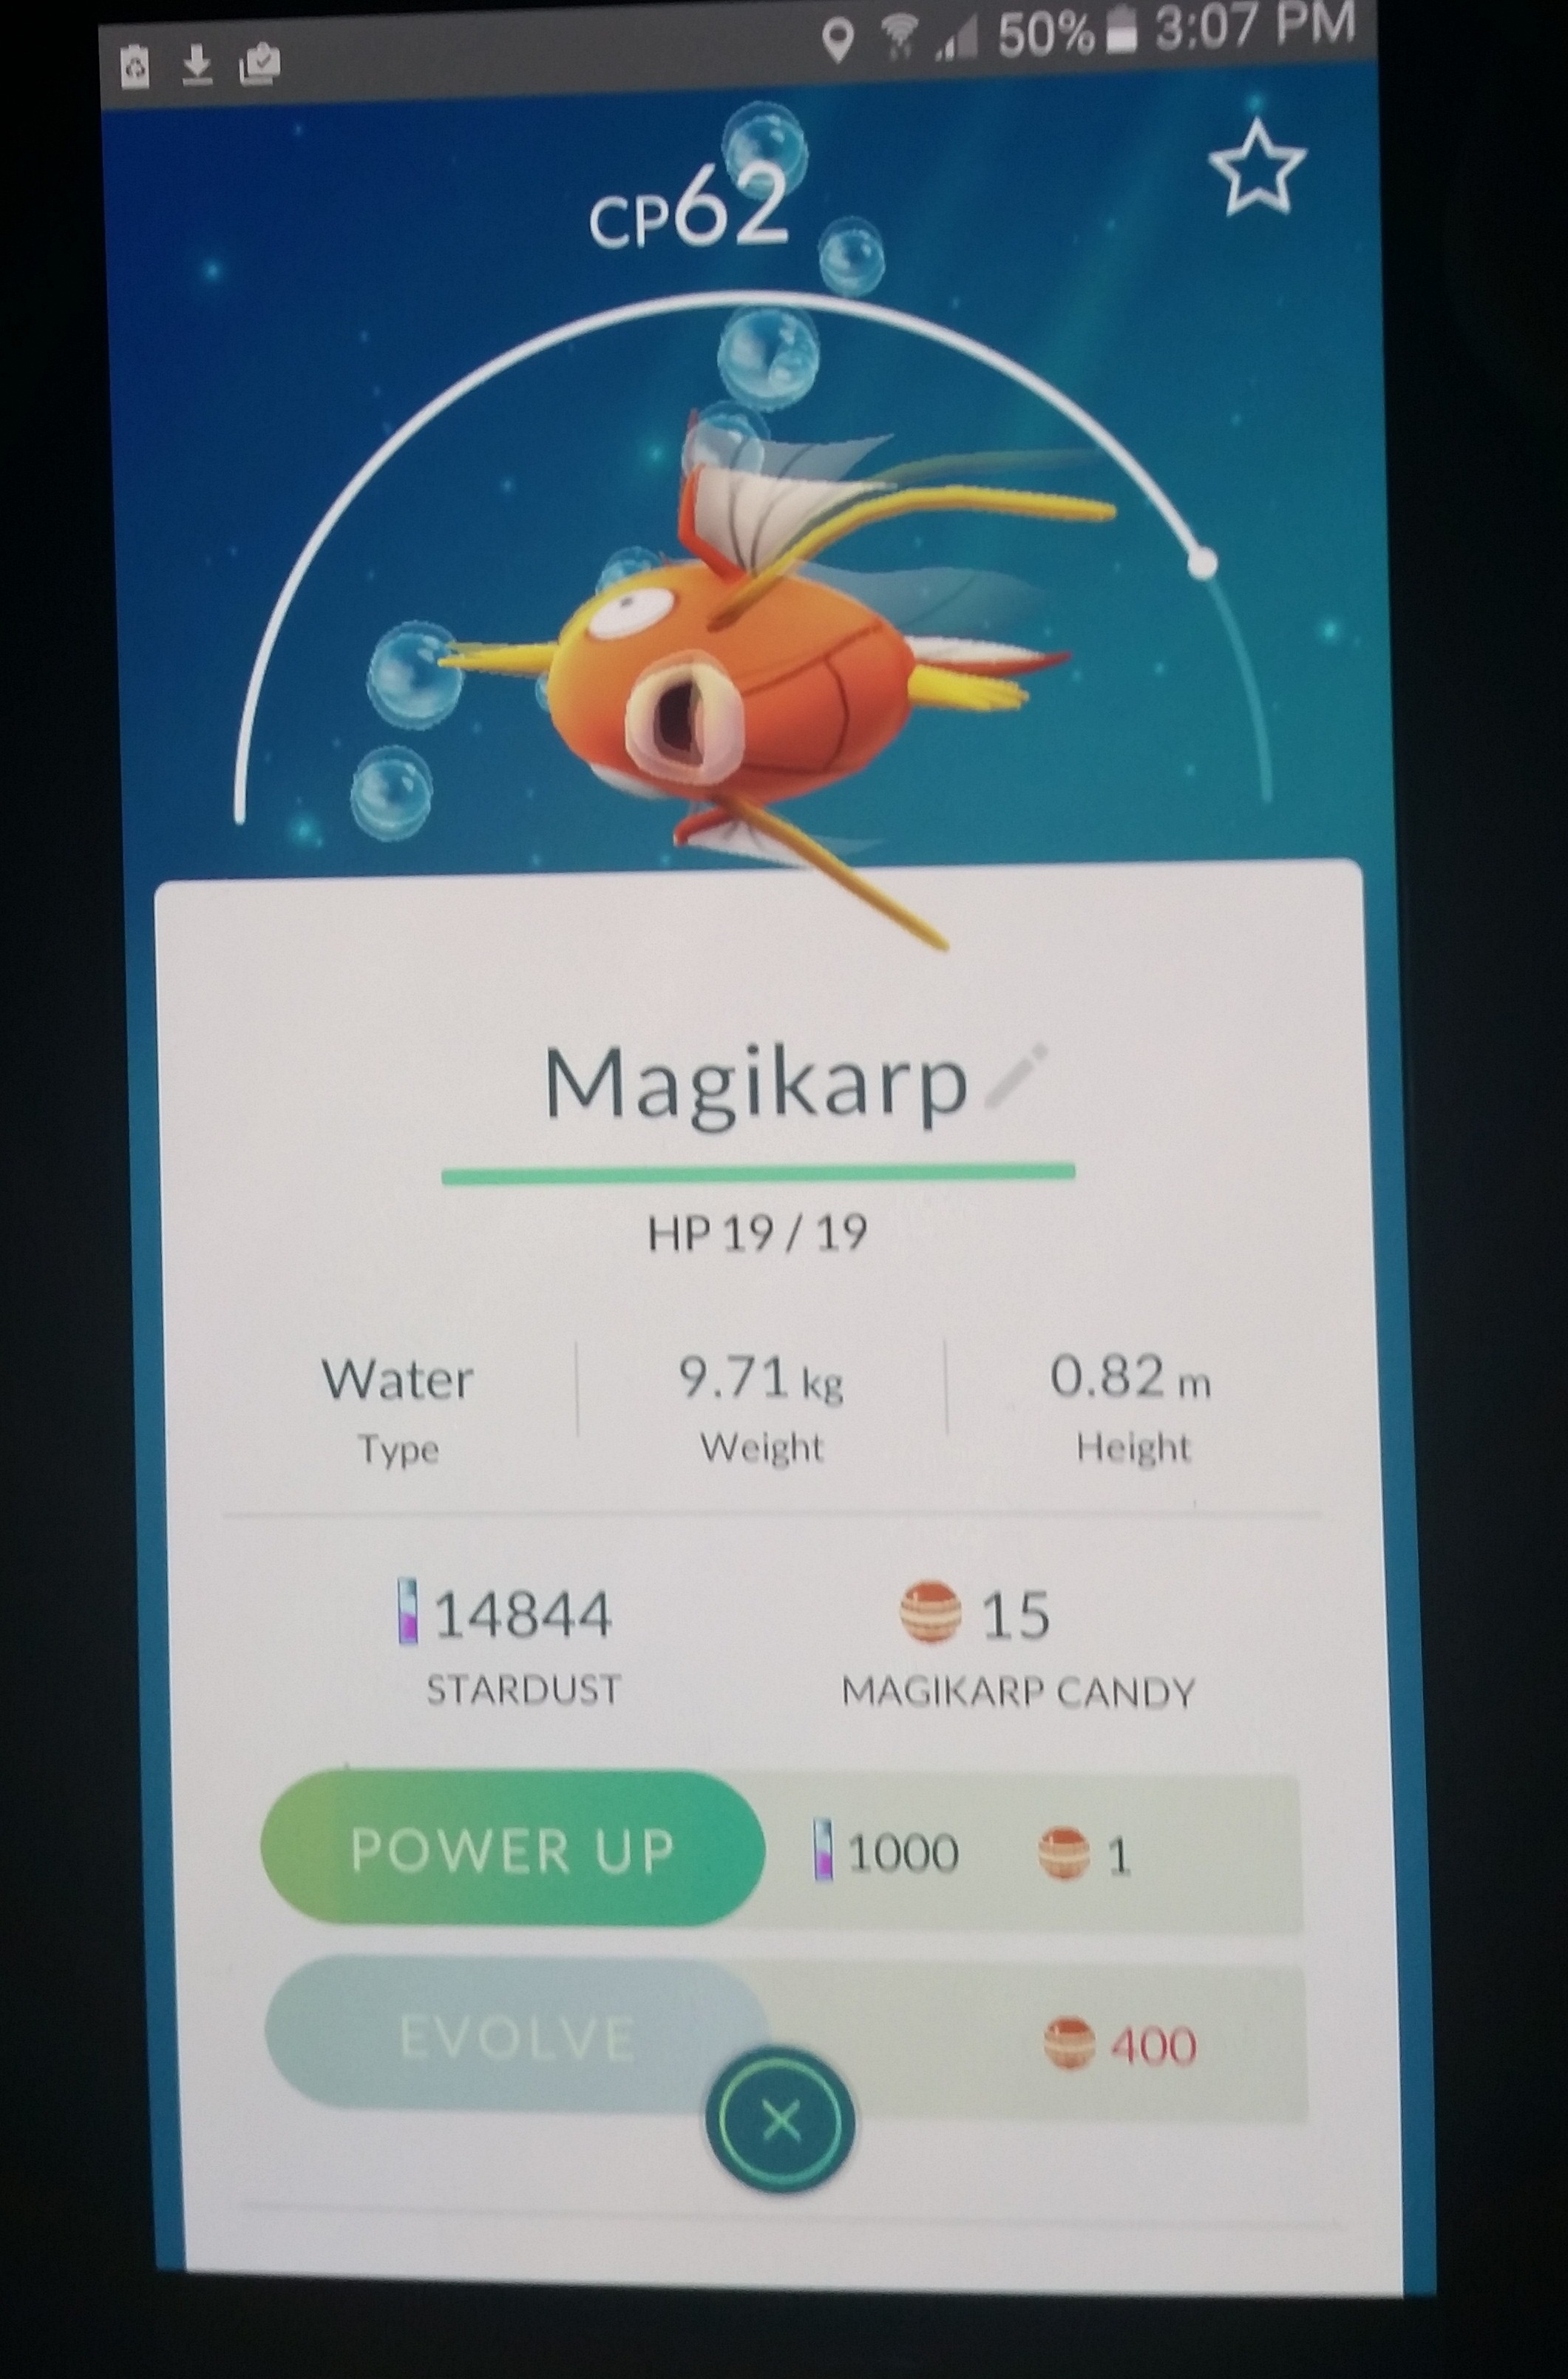 50% 3:07 PM
CP62
Magikarp
HP 19 / 19
Water 9.71 kg 0.82 m
Type Weight Height
14844 15
STARDUST MAGIKARP CANDY
POWER UP 1000 1
EVOLVE 400